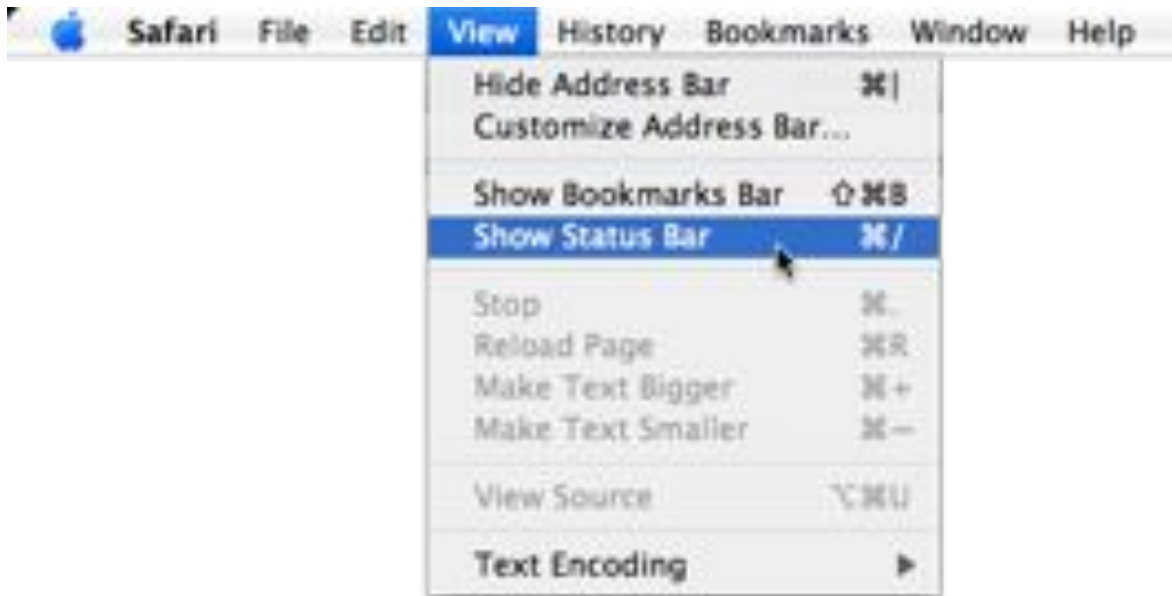 Safari File Edit View History Bookmarks Window Help
Hide Address Bar ⌘|
Customize Address Bar...
Show Bookmarks Bar ⇧⌘B
Show Status Bar ⌘/
Stop ⌘.
Reload Page ⌘R
Make Text Bigger ⌘+
Make Text Smaller ⌘−
View Source ⌥⌘U
Text Encoding ▶